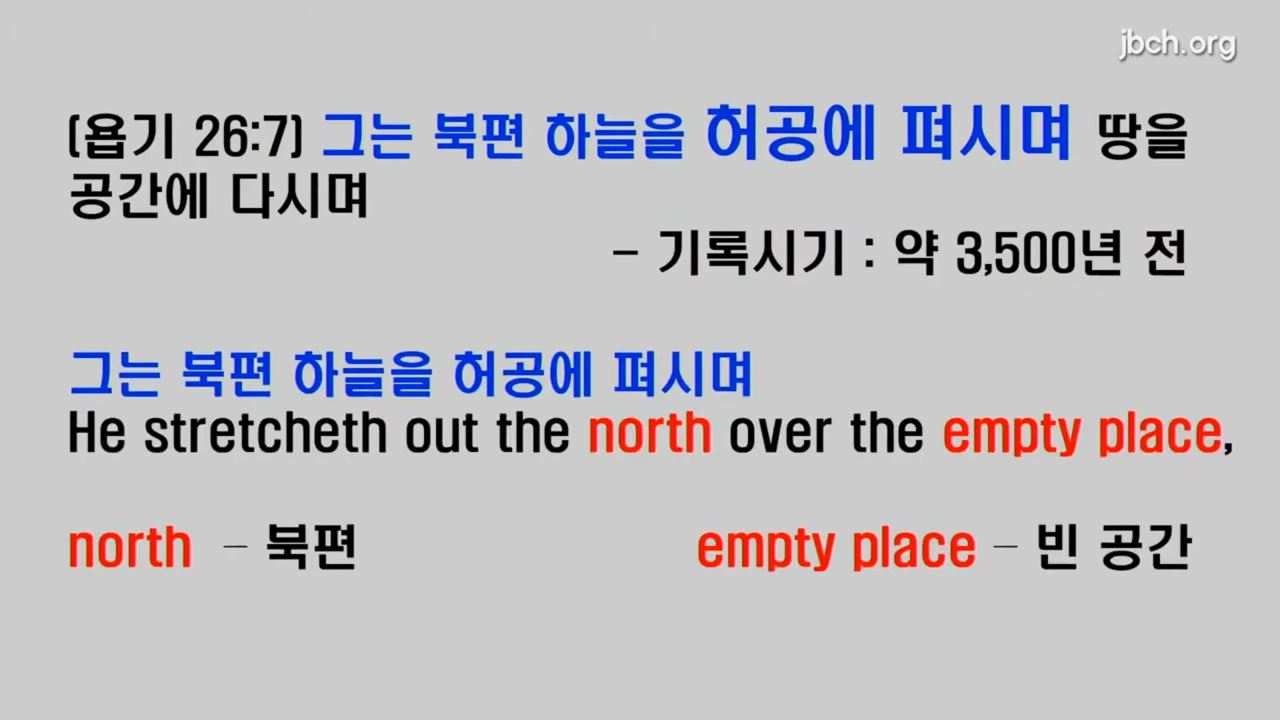 jbch.org
(욥기 26:7) 그는 북편 하늘을 허공에 펴시며 땅을
공간에 다시며
- 기록시기 : 약 3,500년 전
그는 북편 하늘을 허공에 펴시며
He stretcheth out the north over the empty place,
north - 북편 empty place - 빈 공간